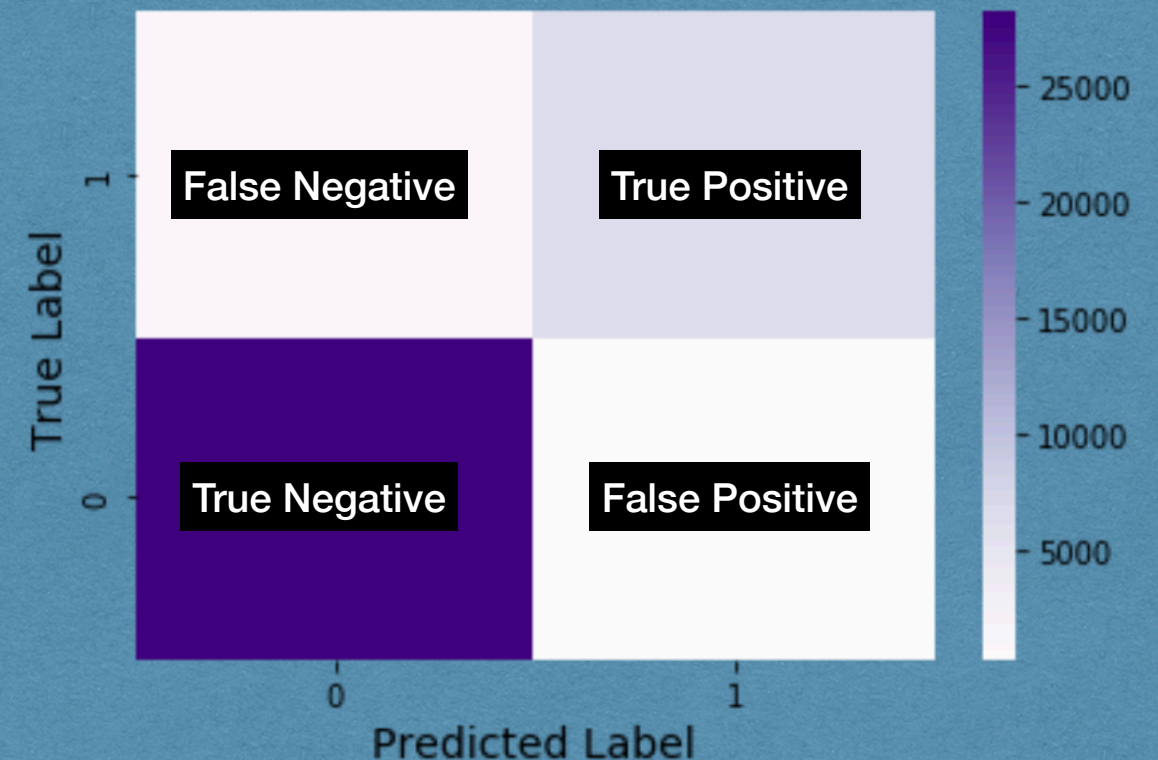 25000
1
False Negative
True Positive
20000
True Label
15000
10000
0
True Negative
False Positive
5000
0
1
Predicted Label